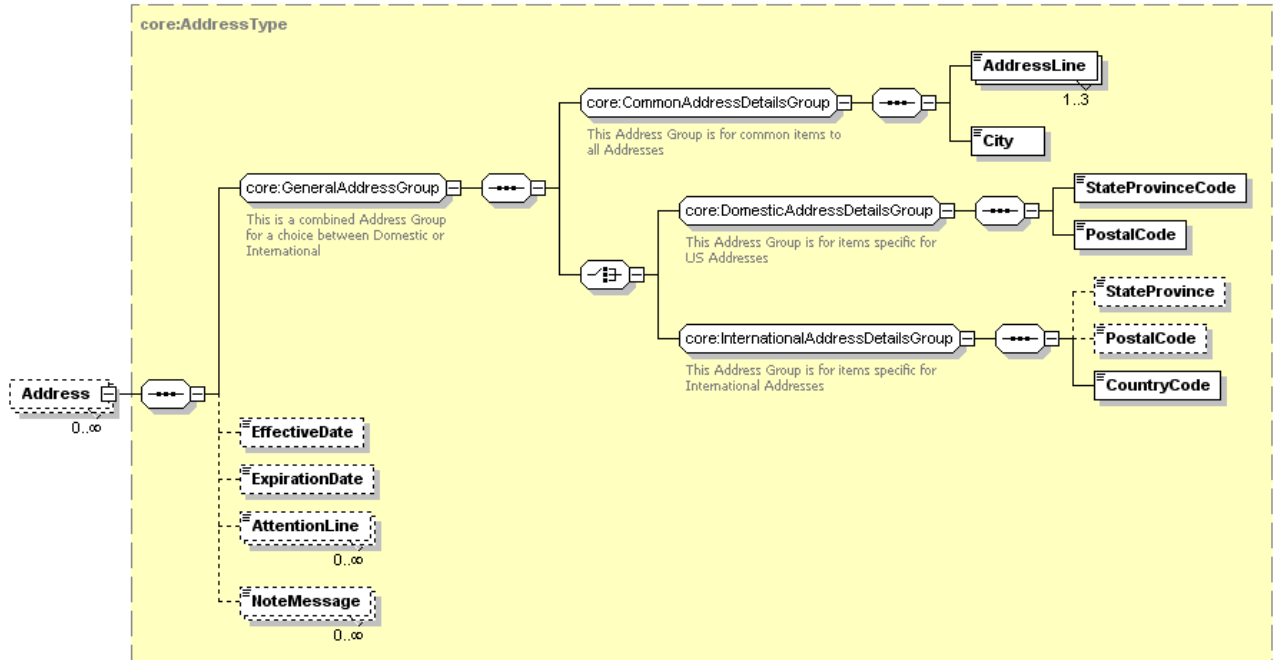 core:AddressType
AddressLine
1..3
core:CommonAddressDetailsGroup
This Address Group is for common items to
all Addresses
City
core:GeneralAddressGroup
This is a combined Address Group
for a choice between Domestic or
International
StateProvinceCode
core:DomesticAddressDetailsGroup
This Address Group is for items specific for
US Addresses
PostalCode
StateProvince
core:InternationalAddressDetailsGroup
This Address Group is for items specific for
International Addresses
PostalCode
CountryCode
Address
0..∞
EffectiveDate
ExpirationDate
AttentionLine
0..∞
NoteMessage
0..∞